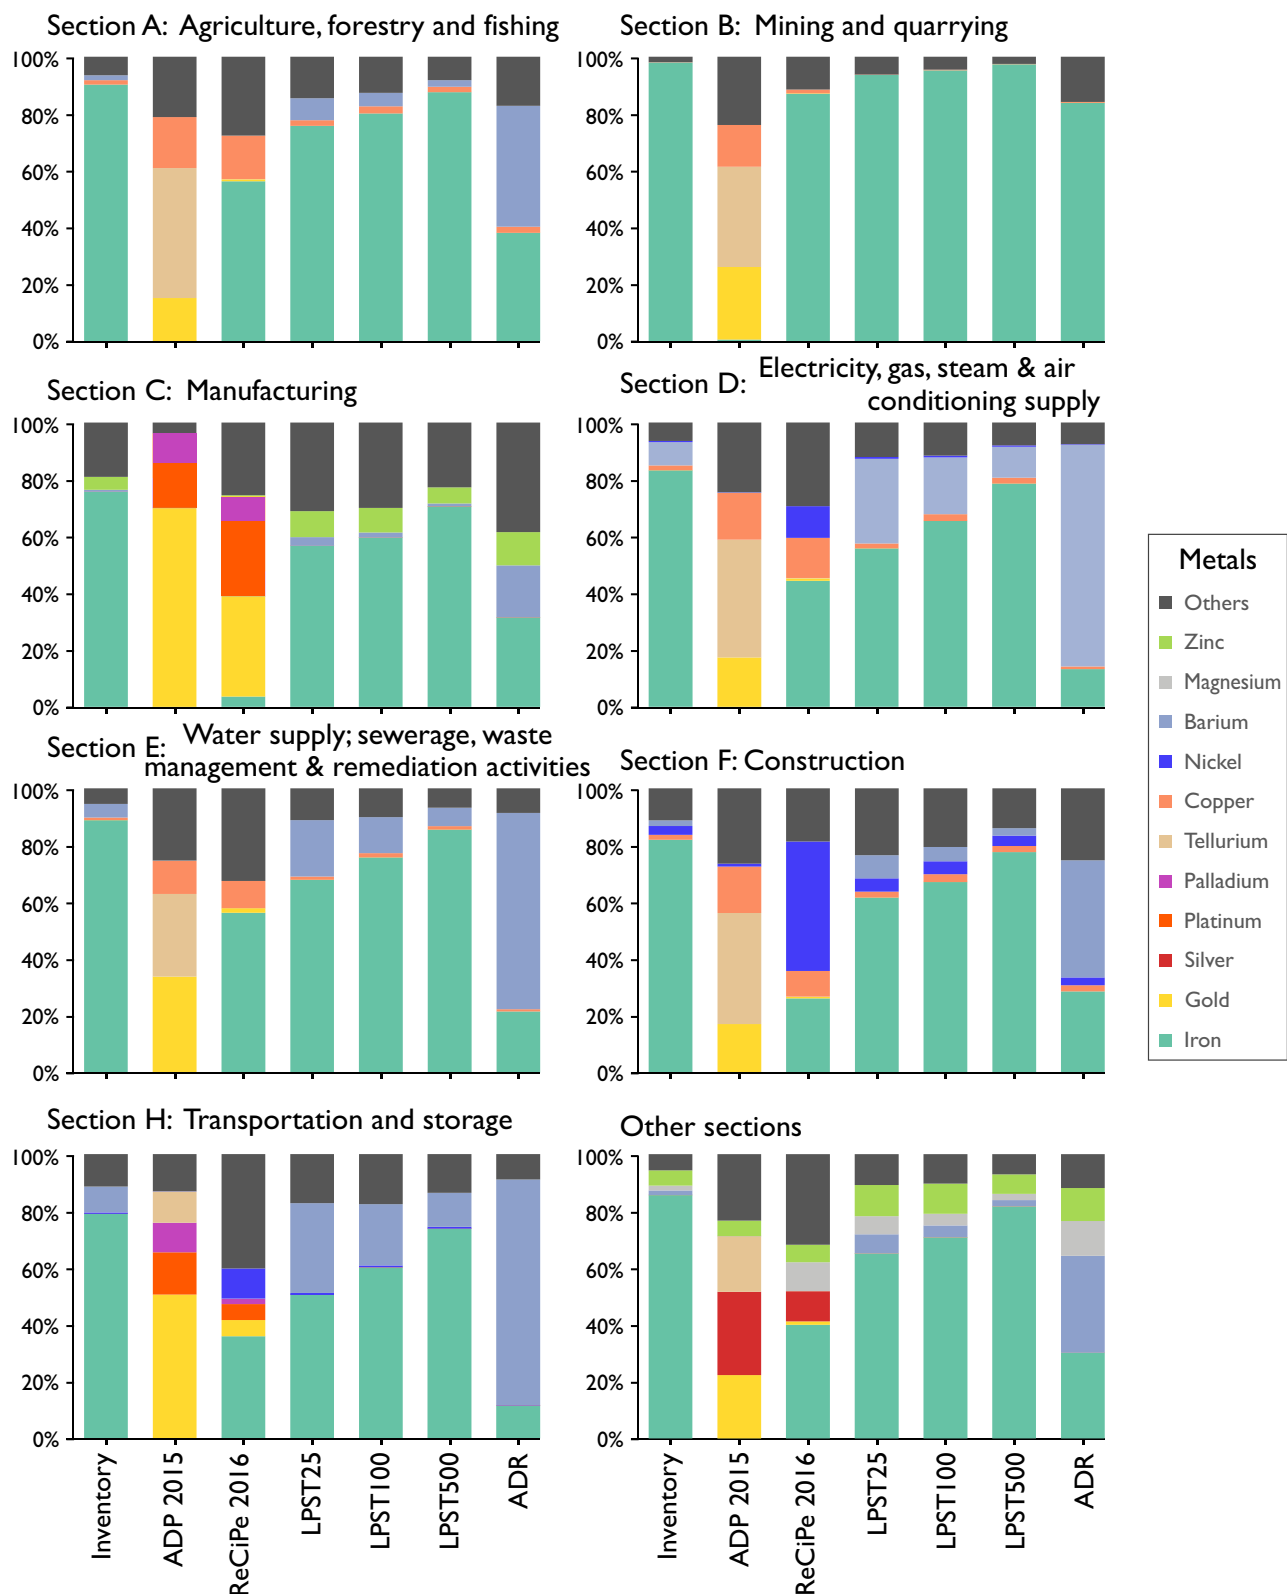 Section A: Agriculture, forestry and fishing
100%
80%
60%
40%
20%
0%
Section B: Mining and quarrying
100%
80%
60%
40%
20%
0%
Section C: Manufacturing
100%
80%
60%
40%
20%
0%
Section D: Electricity, gas, steam & air
conditioning supply
100%
80%
60%
40%
20%
0%
Section E: Water supply; sewerage, waste
management & remediation activities
100%
80%
60%
40%
20%
0%
Section F: Construction
100%
80%
60%
40%
20%
0%
Section H: Transportation and storage
100%
80%
60%
40%
20%
0%
Inventory
ADP 2015
ReCiPe 2016
LPST25
LPST100
LPST500
ADR
Other sections
100%
80%
60%
40%
20%
0%
Inventory
ADP 2015
ReCiPe 2016
LPST25
LPST100
LPST500
ADR
Metals
Others
Zinc
Magnesium
Barium
Nickel
Copper
Tellurium
Palladium
Platinum
Silver
Gold
Iron